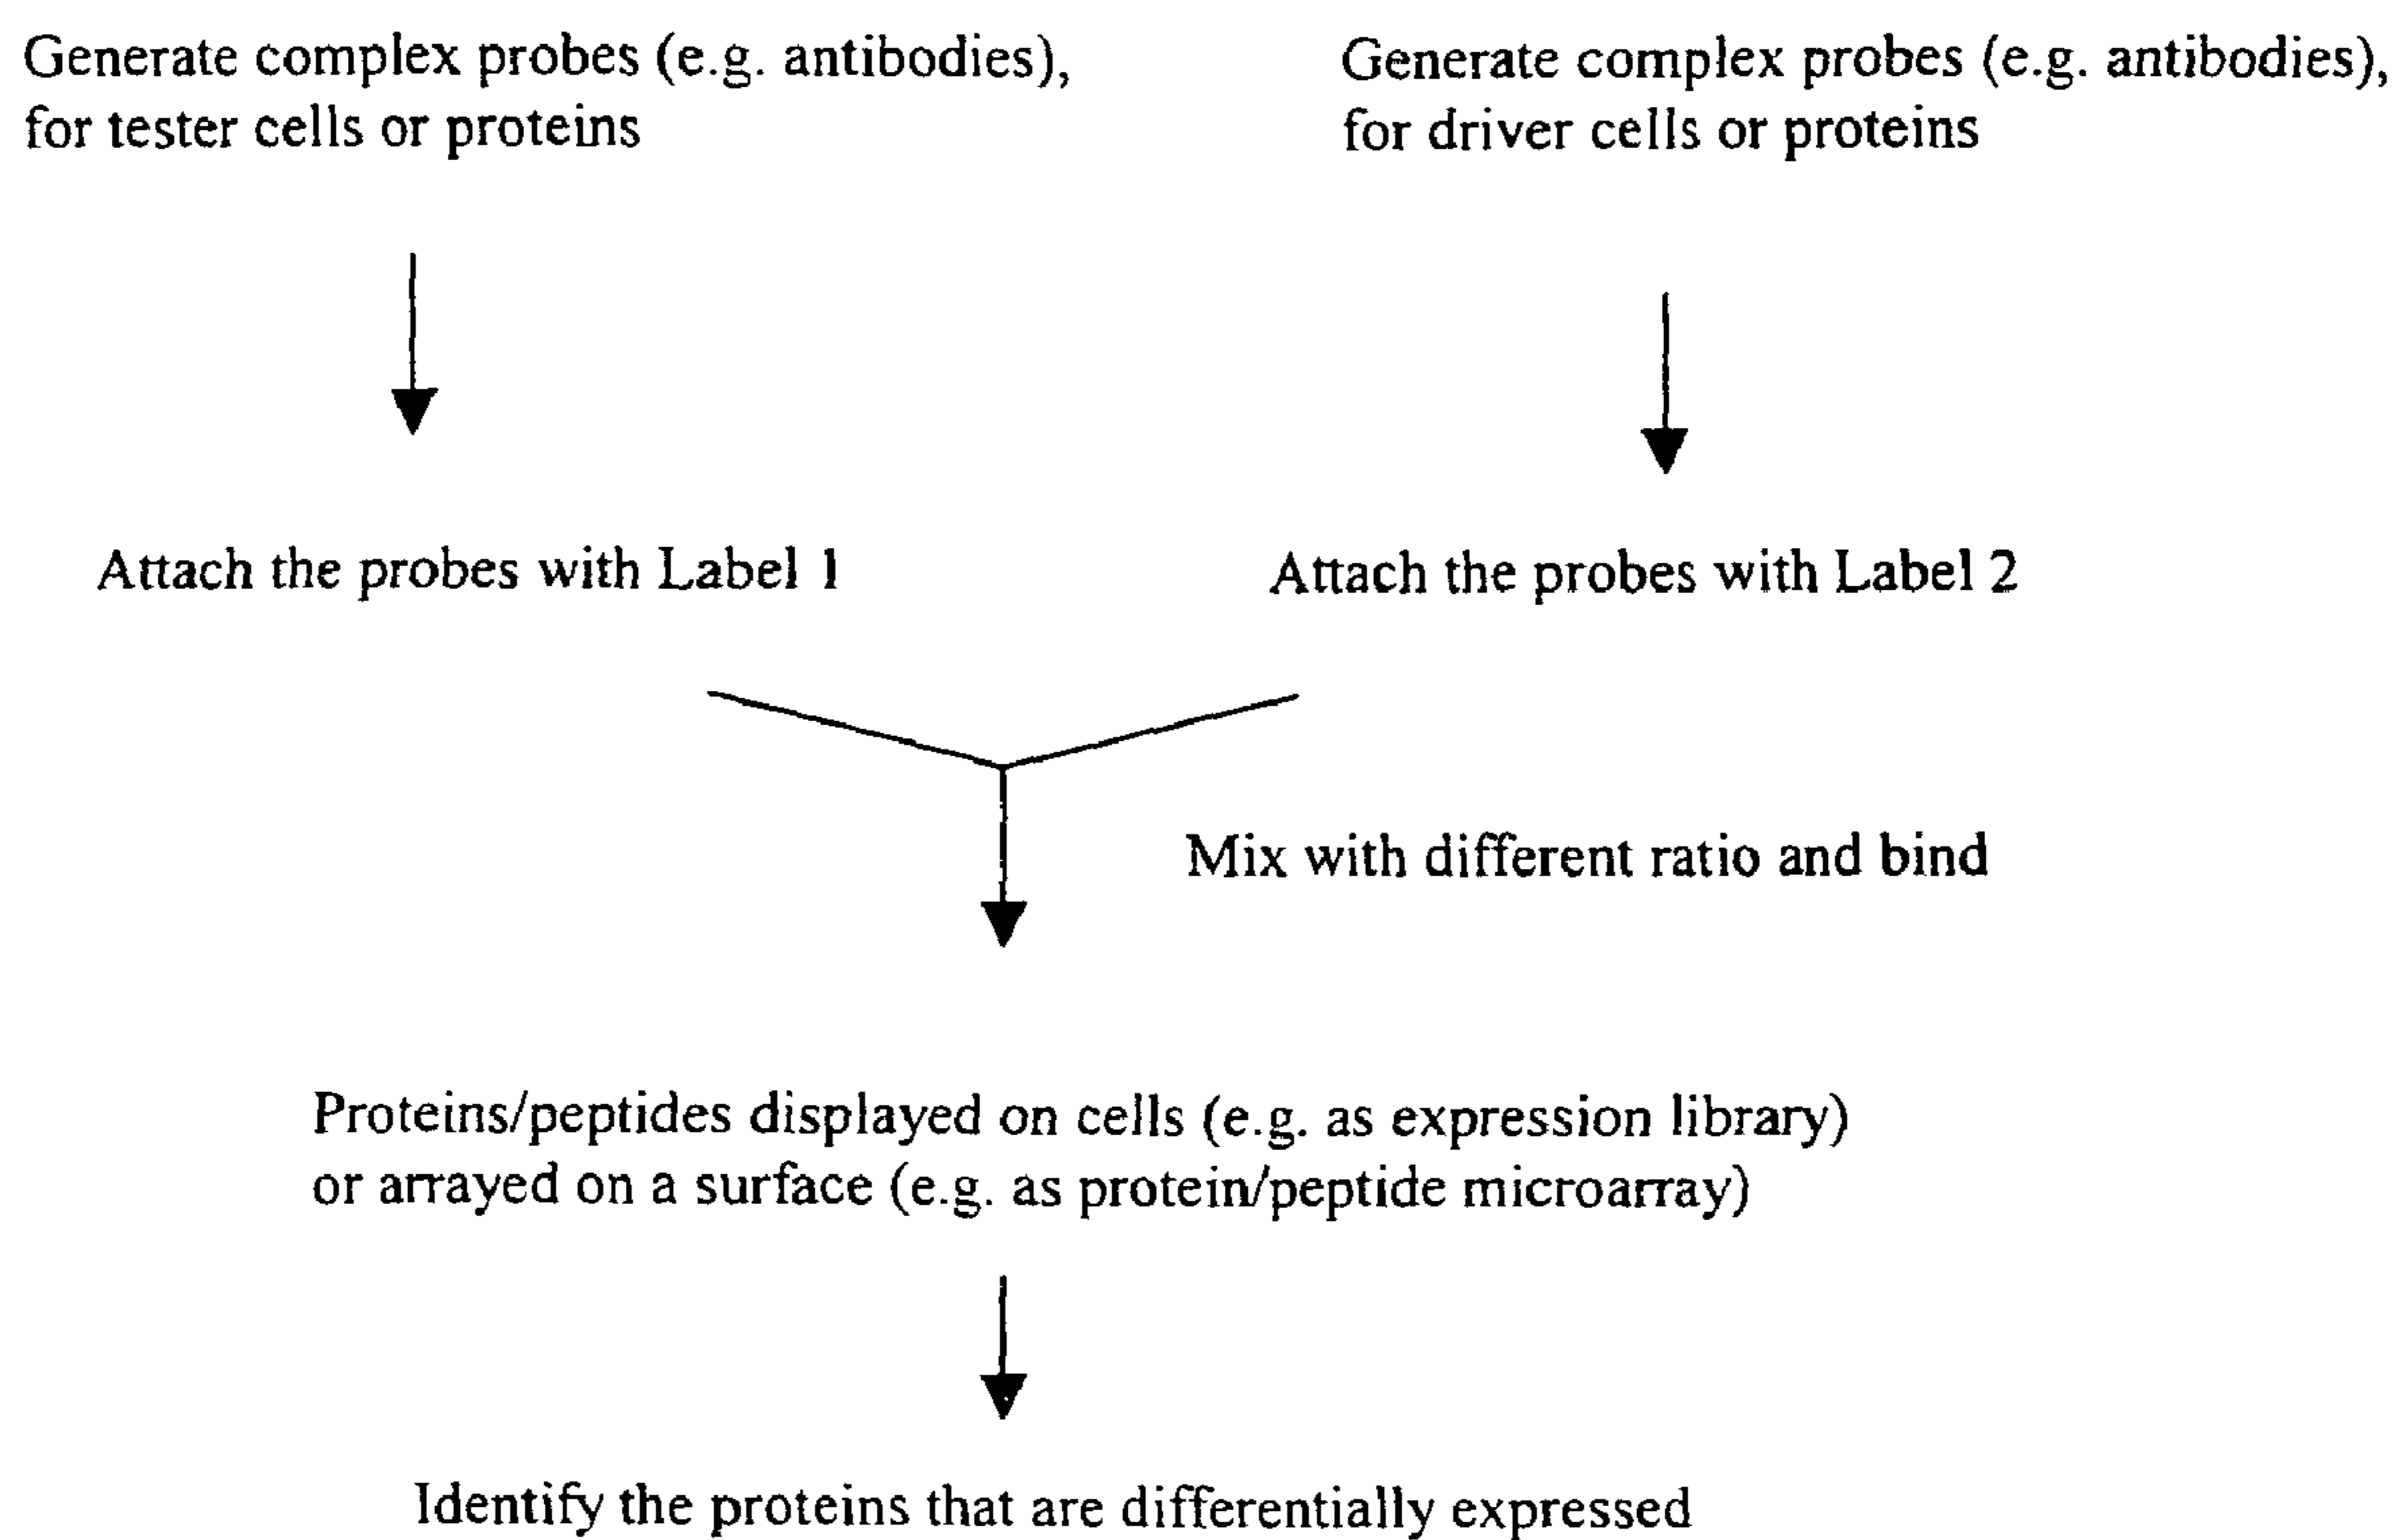 Generate complex probes (e.g. antibodies),
for tester cells or proteins
Generate complex probes (e.g. antibodies),
for driver cells or proteins
Attach the probes with Label 1
Attach the probes with Label 2
Mix with different ratio and bind
Proteins/peptides displayed on cells (e.g. as expression library)
or arrayed on a surface (e.g. as protein/peptide microarray)
Identify the proteins that are differentially expressed